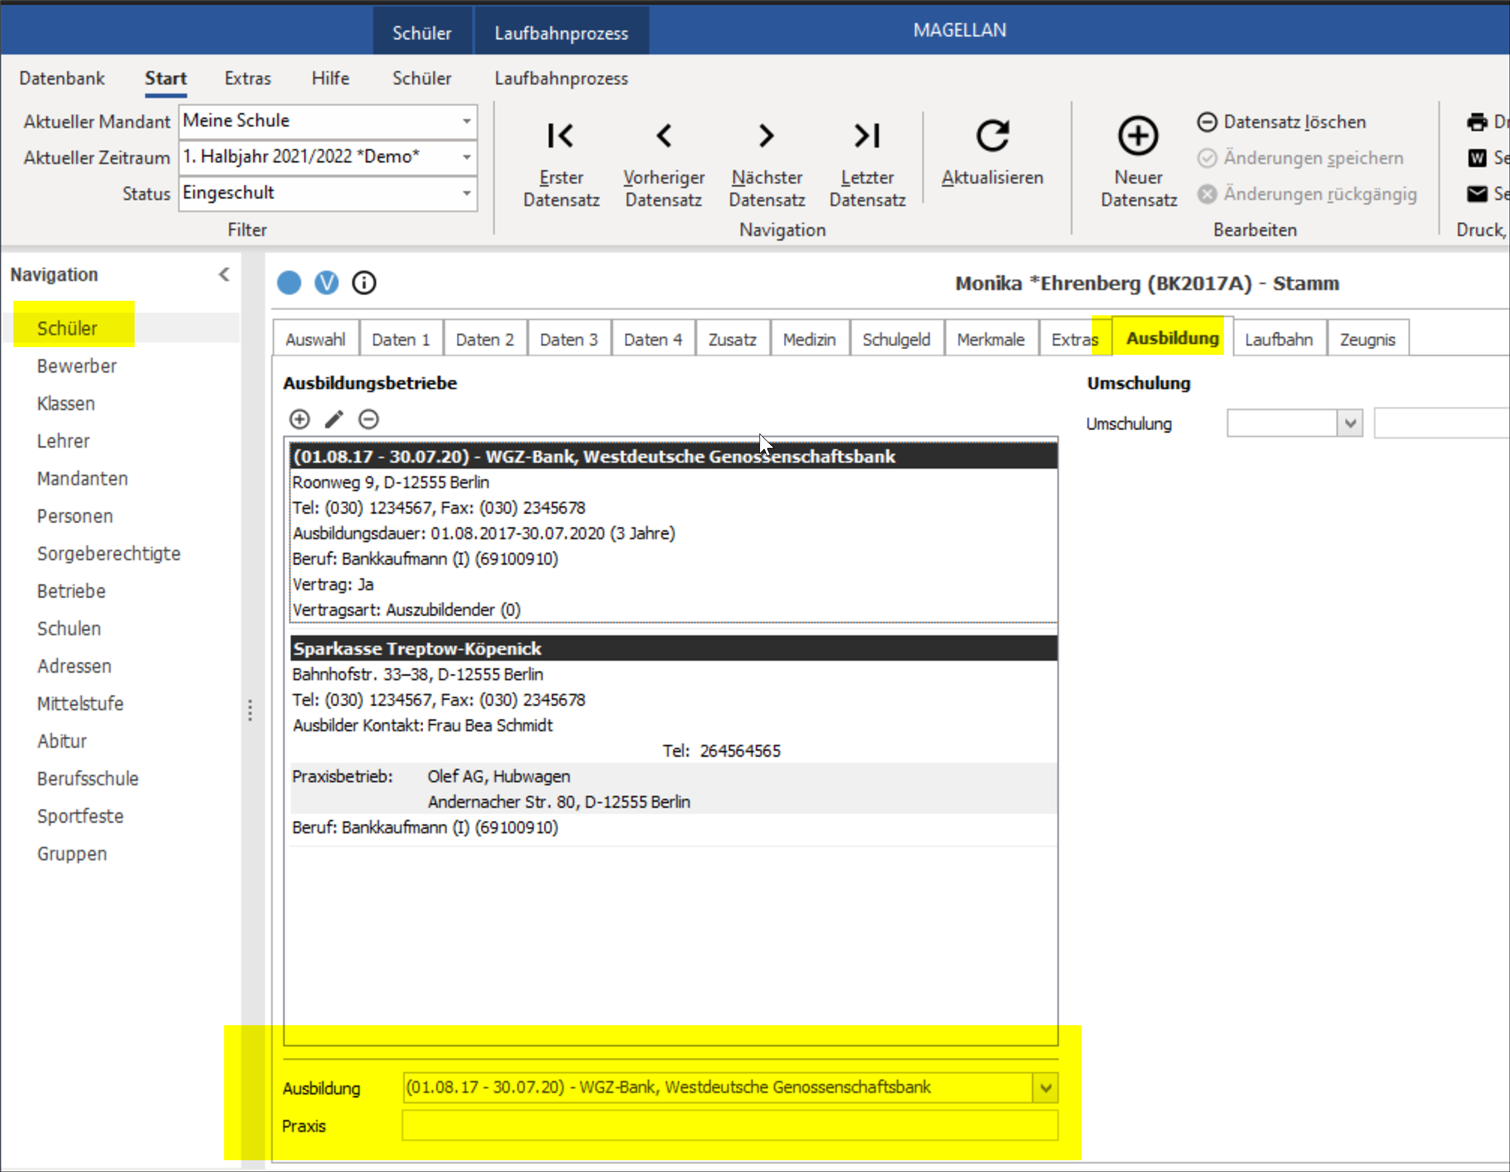 Schüler
Laufbahnprozess
MAGELLAN
Datenbank
Start
Extras
Hilfe
Schüler
Laufbahnprozess
Aktueller Mandant
Meine Schule
Aktueller Zeitraum
1. Halbjahr 2021/2022 *Demo*
Status
Eingeschult
Filter
Erster
Datensatz
Vorheriger
Datensatz
Nächster
Datensatz
Letzter
Datensatz
Navigation
Aktualisieren
Neuer
Datensatz
Datensatz löschen
Änderungen speichern
Änderungen rückgängig
Bearbeiten
Dr
Se
Se
Druck,
Navigation
Schüler
Bewerber
Klassen
Lehrer
Mandanten
Personen
Sorgeberechtigte
Betriebe
Schulen
Adressen
Mittelstufe
Abitur
Berufsschule
Sportfeste
Gruppen
V
Monika *Ehrenberg (BK2017A) - Stamm
Auswahl
Daten 1
Daten 2
Daten 3
Daten 4
Zusatz
Medizin
Schulgeld
Merkmale
Extras
Ausbildung
Laufbahn
Zeugnis
Ausbildungsbetriebe
(01.08.17 - 30.07.20) - WGZ-Bank, Westdeutsche Genossenschaftsbank
Roonweg 9, D-12555 Berlin
Tel: (030) 1234567, Fax: (030) 2345678
Ausbildungsdauer: 01.08.2017-30.07.2020 (3 Jahre)
Beruf: Bankkaufmann (I) (69100910)
Vertrag: Ja
Vertragsart: Auszubildender (0)
Sparkasse Treptow-Köpenick
Bahnhofstr. 33–38, D-12555 Berlin
Tel: (030) 1234567, Fax: (030) 2345678
Ausbilder Kontakt: Frau Bea Schmidt
Tel: 264564565
Praxisbetrieb: Olef AG, Hubwagen
Andernacher Str. 80, D-12555 Berlin
Beruf: Bankkaufmann (I) (69100910)
Ausbildung
(01.08.17 - 30.07.20) - WGZ-Bank, Westdeutsche Genossenschaftsbank
Praxis
Umschulung
Umschulung